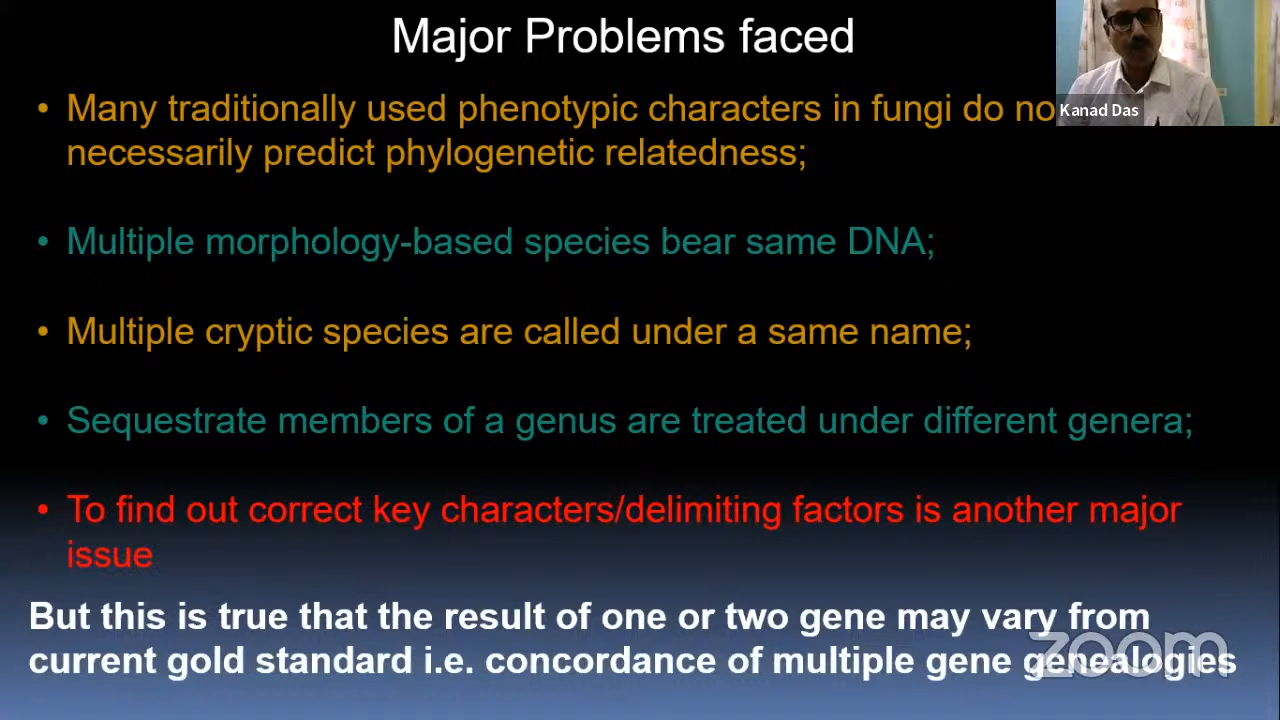 Major Problems faced
Kanad Das
• Many traditionally used phenotypic characters in fungi do no
necessarily predict phylogenetic relatedness;
• Multiple morphology-based species bear same DNA;
• Multiple cryptic species are called under a same name;
• Sequestrate members of a genus are treated under different genera;
• To find out correct key characters/delimiting factors is another major
issue
But this is true that the result of one or two gene may vary from
current gold standard i.e. concordance of multiple gene genealogies
zoom